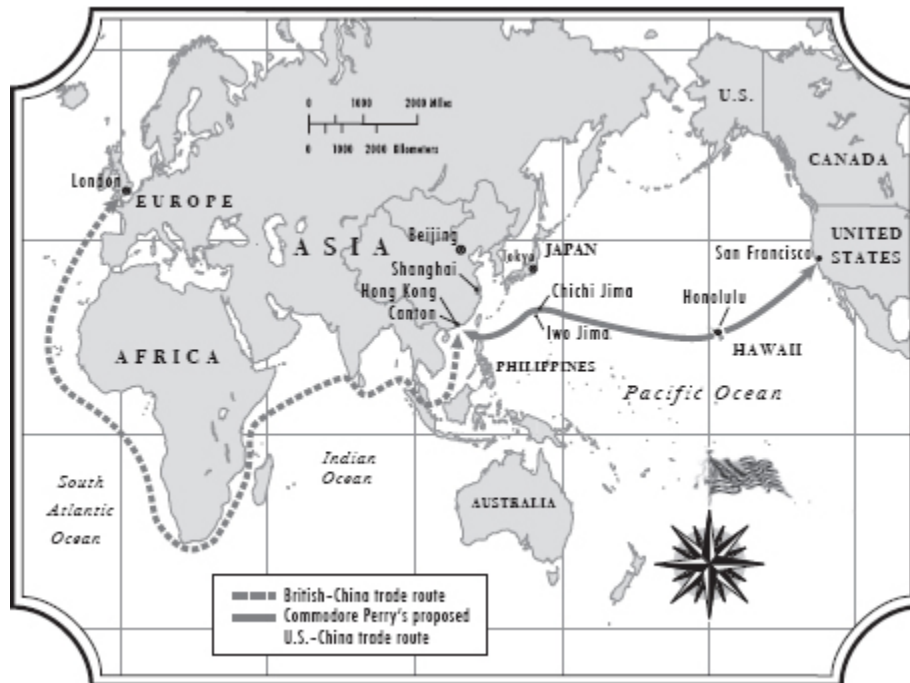 U.S.
0 1000 2000 Miles
0 1000 2000 Kilometers
CANADA
London
EUROPE
ASIA
Beijing
Tokyo
JAPAN
San Francisco
UNITED
STATES
Shanghai
Hong Kong
Canton
Chichi Jima
Honolulu
Iwo Jima
AFRICA
HAWAII
PHILIPPINES
Pacific Ocean
Indian
Ocean
South
Atlantic
Ocean
AUSTRALIA
British–China trade route
Commodore Perry's proposed
U.S.–China trade route